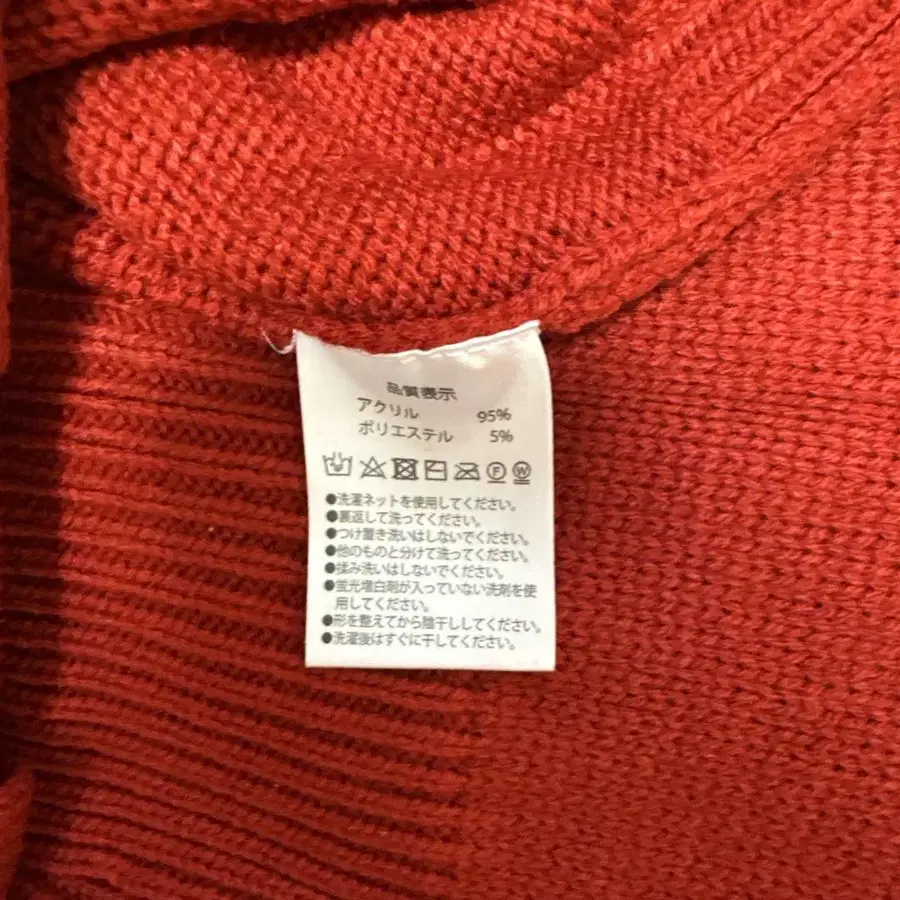 品質表示
アクリル 95%
ポリエステル 5%
Ⓕ Ⓦ
●洗濯ネットを使用してください。
●裏返して洗ってください。
●つけ置き洗いはしないでください。
●他のものと分けて洗ってください。
●揉み洗いはしないでください。
●蛍光増白剤が入っていない洗剤を使
用してください。
●形を整えてから陰干ししてください。
●洗濯後はすぐに干してください。